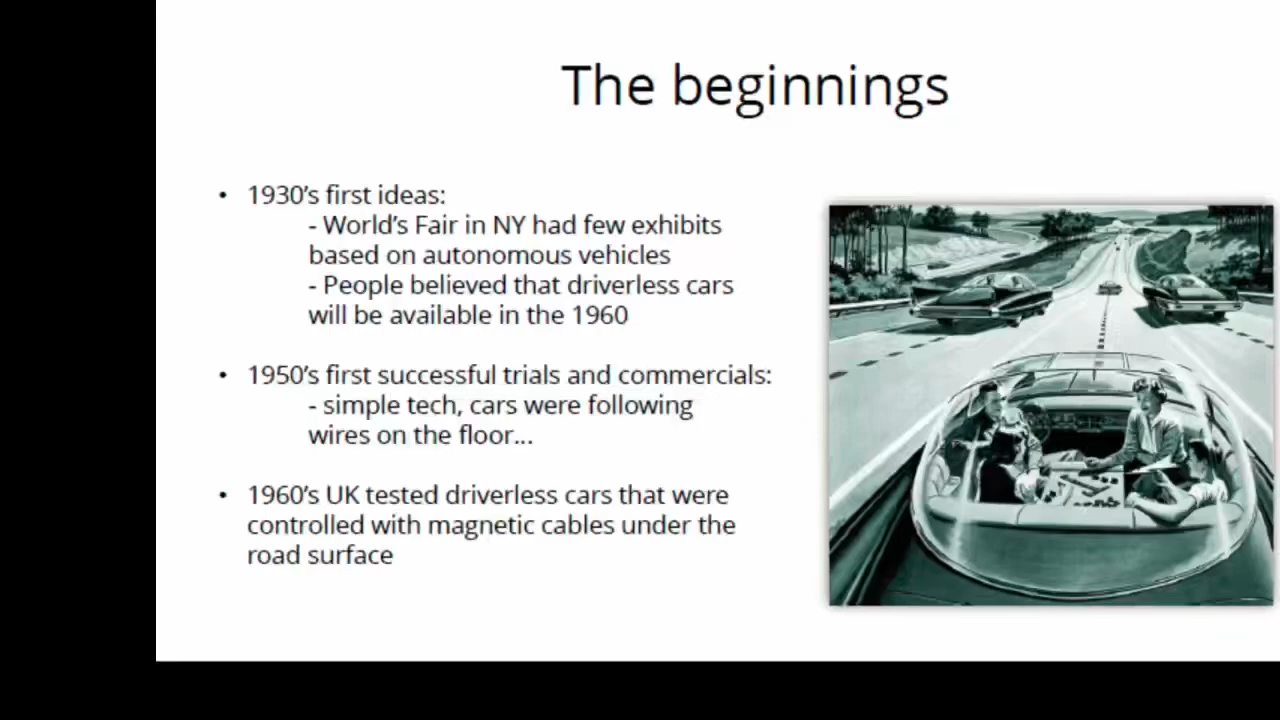 The beginnings
• 1930’s first ideas:
- World’s Fair in NY had few exhibits
based on autonomous vehicles
- People believed that driverless cars
will be available in the 1960
• 1950’s first successful trials and commercials:
- simple tech, cars were following
wires on the floor...
• 1960’s UK tested driverless cars that were
controlled with magnetic cables under the
road surface